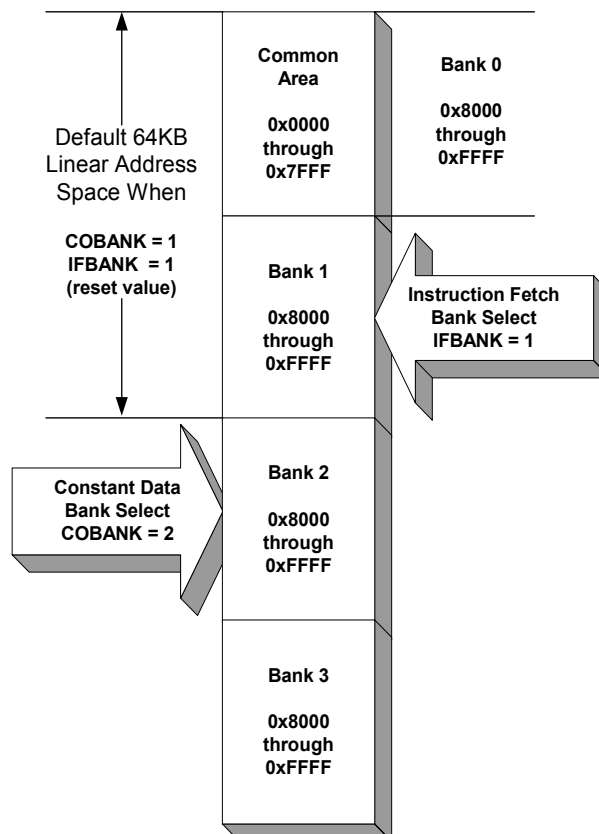 Common
Area
0x0000
through
0x7FFF
Bank 0
0x8000
through
0xFFFF
Default 64KB
Linear Address
Space When
COBANK = 1
IFBANK = 1
(reset value)
Bank 1
0x8000
through
0xFFFF
Instruction Fetch
Bank Select
IFBANK = 1
Constant Data
Bank Select
COBANK = 2
Bank 2
0x8000
through
0xFFFF
Bank 3
0x8000
through
0xFFFF